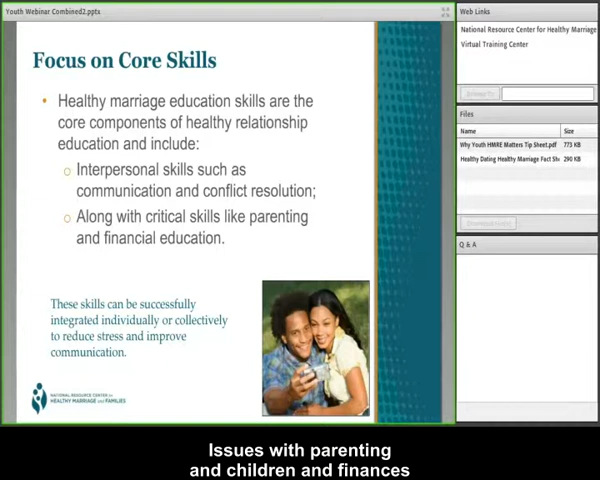 Youth Webinar Combined2.pptx
Focus on Core Skills
• Healthy marriage education skills are the
core components of healthy relationship
education and include:
o Interpersonal skills such as
communication and conflict resolution;
o Along with critical skills like parenting
and financial education.
These skills can be successfully
integrated individually or collectively
to reduce stress and improve
communication.
NATIONAL RESOURCE CENTER for
HEALTHY MARRIAGE and FAMILIES
Web Links
National Resource Center for Healthy Marriage
Virtual Training Center
Files
Name Size
Why Youth HMRE Matters Tip Sheet.pdf 773 KB
Healthy Dating Healthy Marriage Fact She 290 KB
Q & A
Issues with parenting
and children and finances